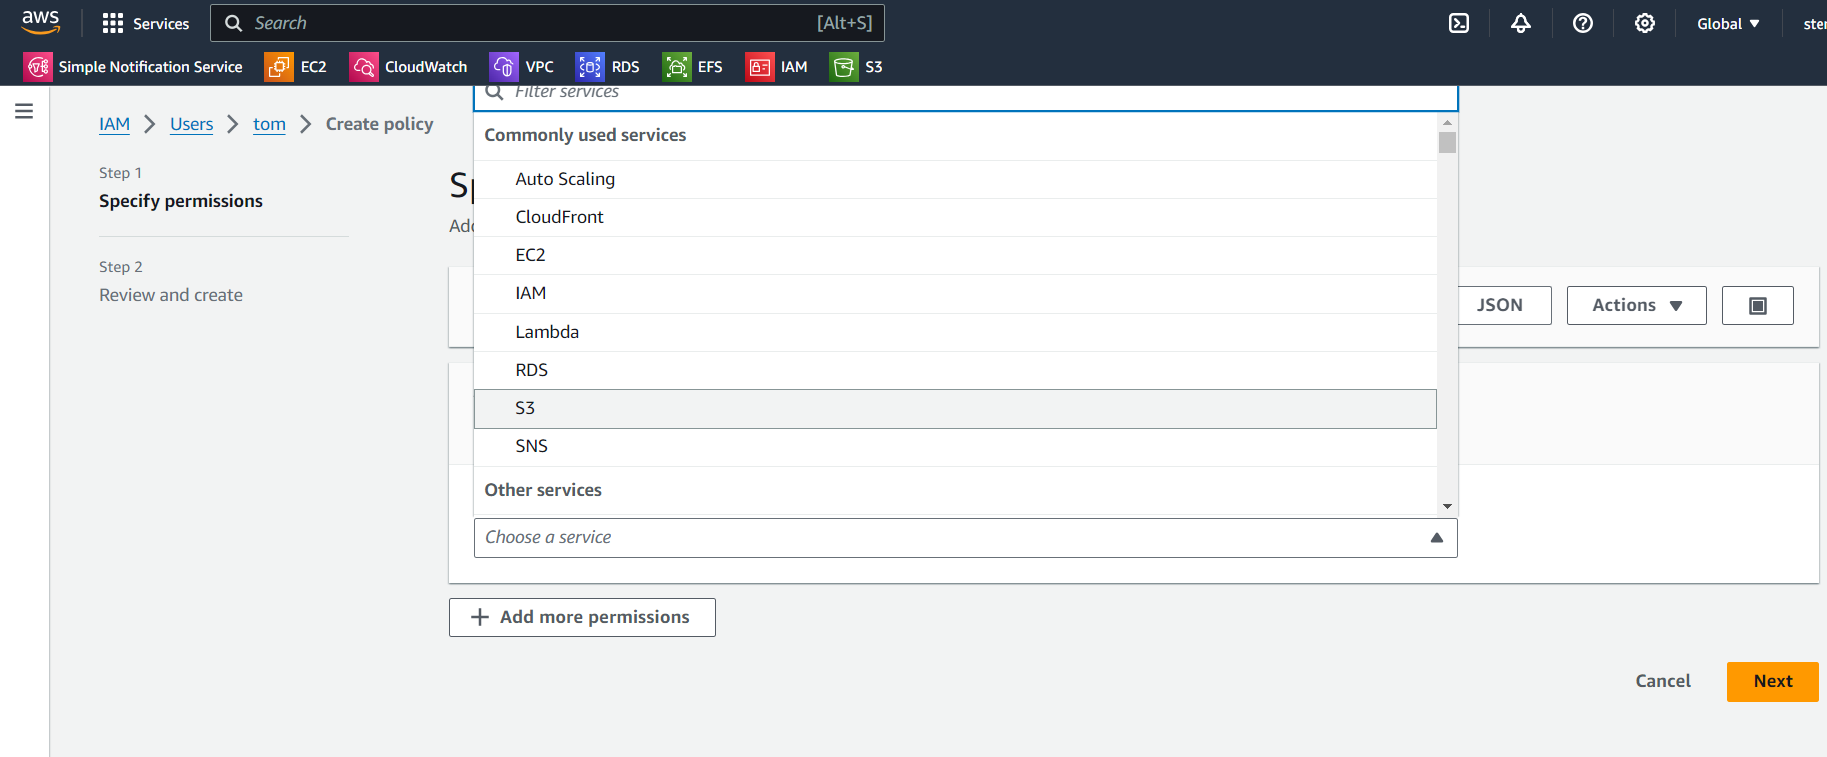 aws Services Search [Alt+S] Global
Simple Notification Service EC2 CloudWatch VPC RDS EFS IAM S3
Filter services
IAM Users tom Create policy
Commonly used services
Step 1
Specify permissions
Auto Scaling
CloudFront
EC2
Step 2
Review and create
IAM
JSON Actions
Lambda
RDS
S3
SNS
Other services
Choose a service
Add more permissions
Cancel Next